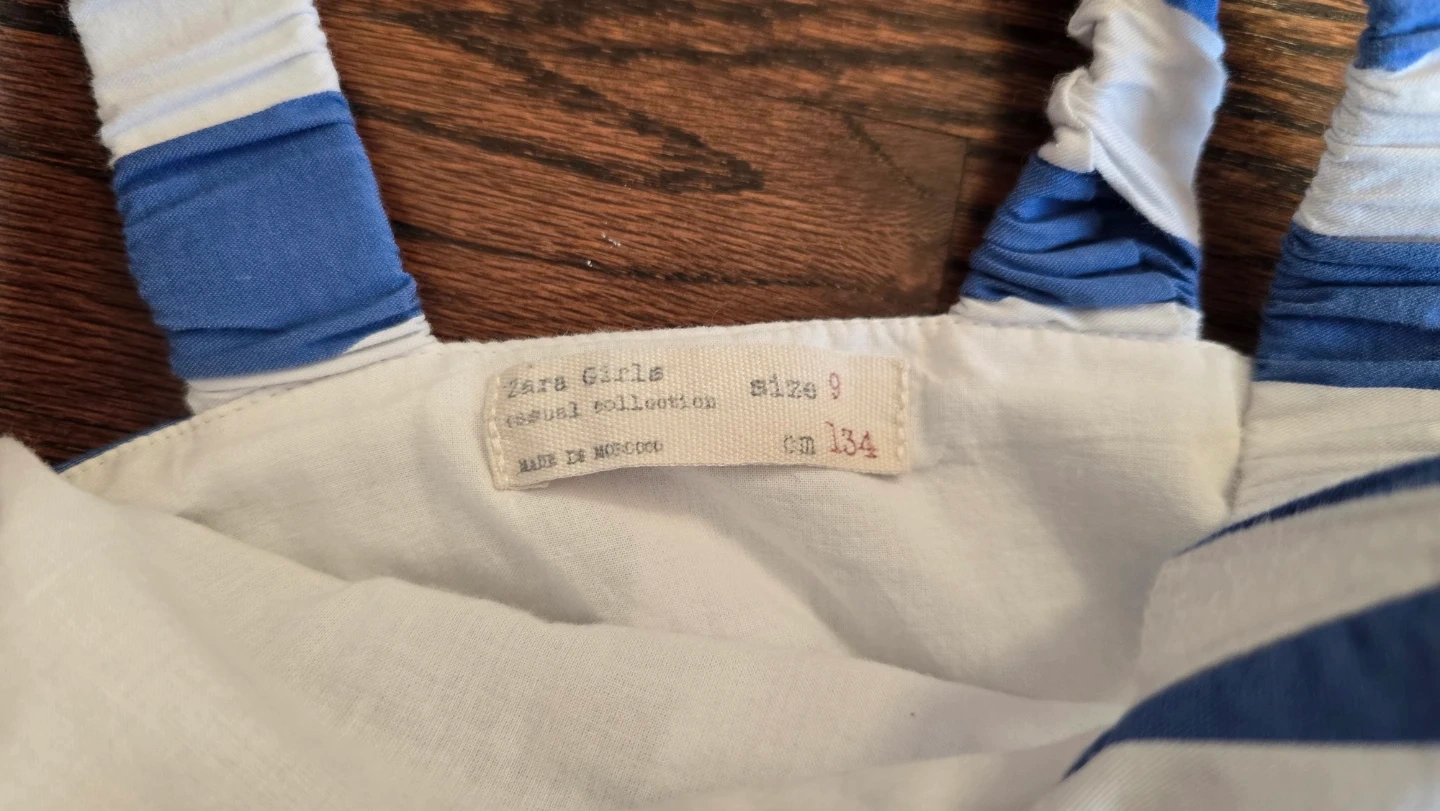 Zara Girls
casual collection
size 9
MADE IN MOROCCO
cm 134